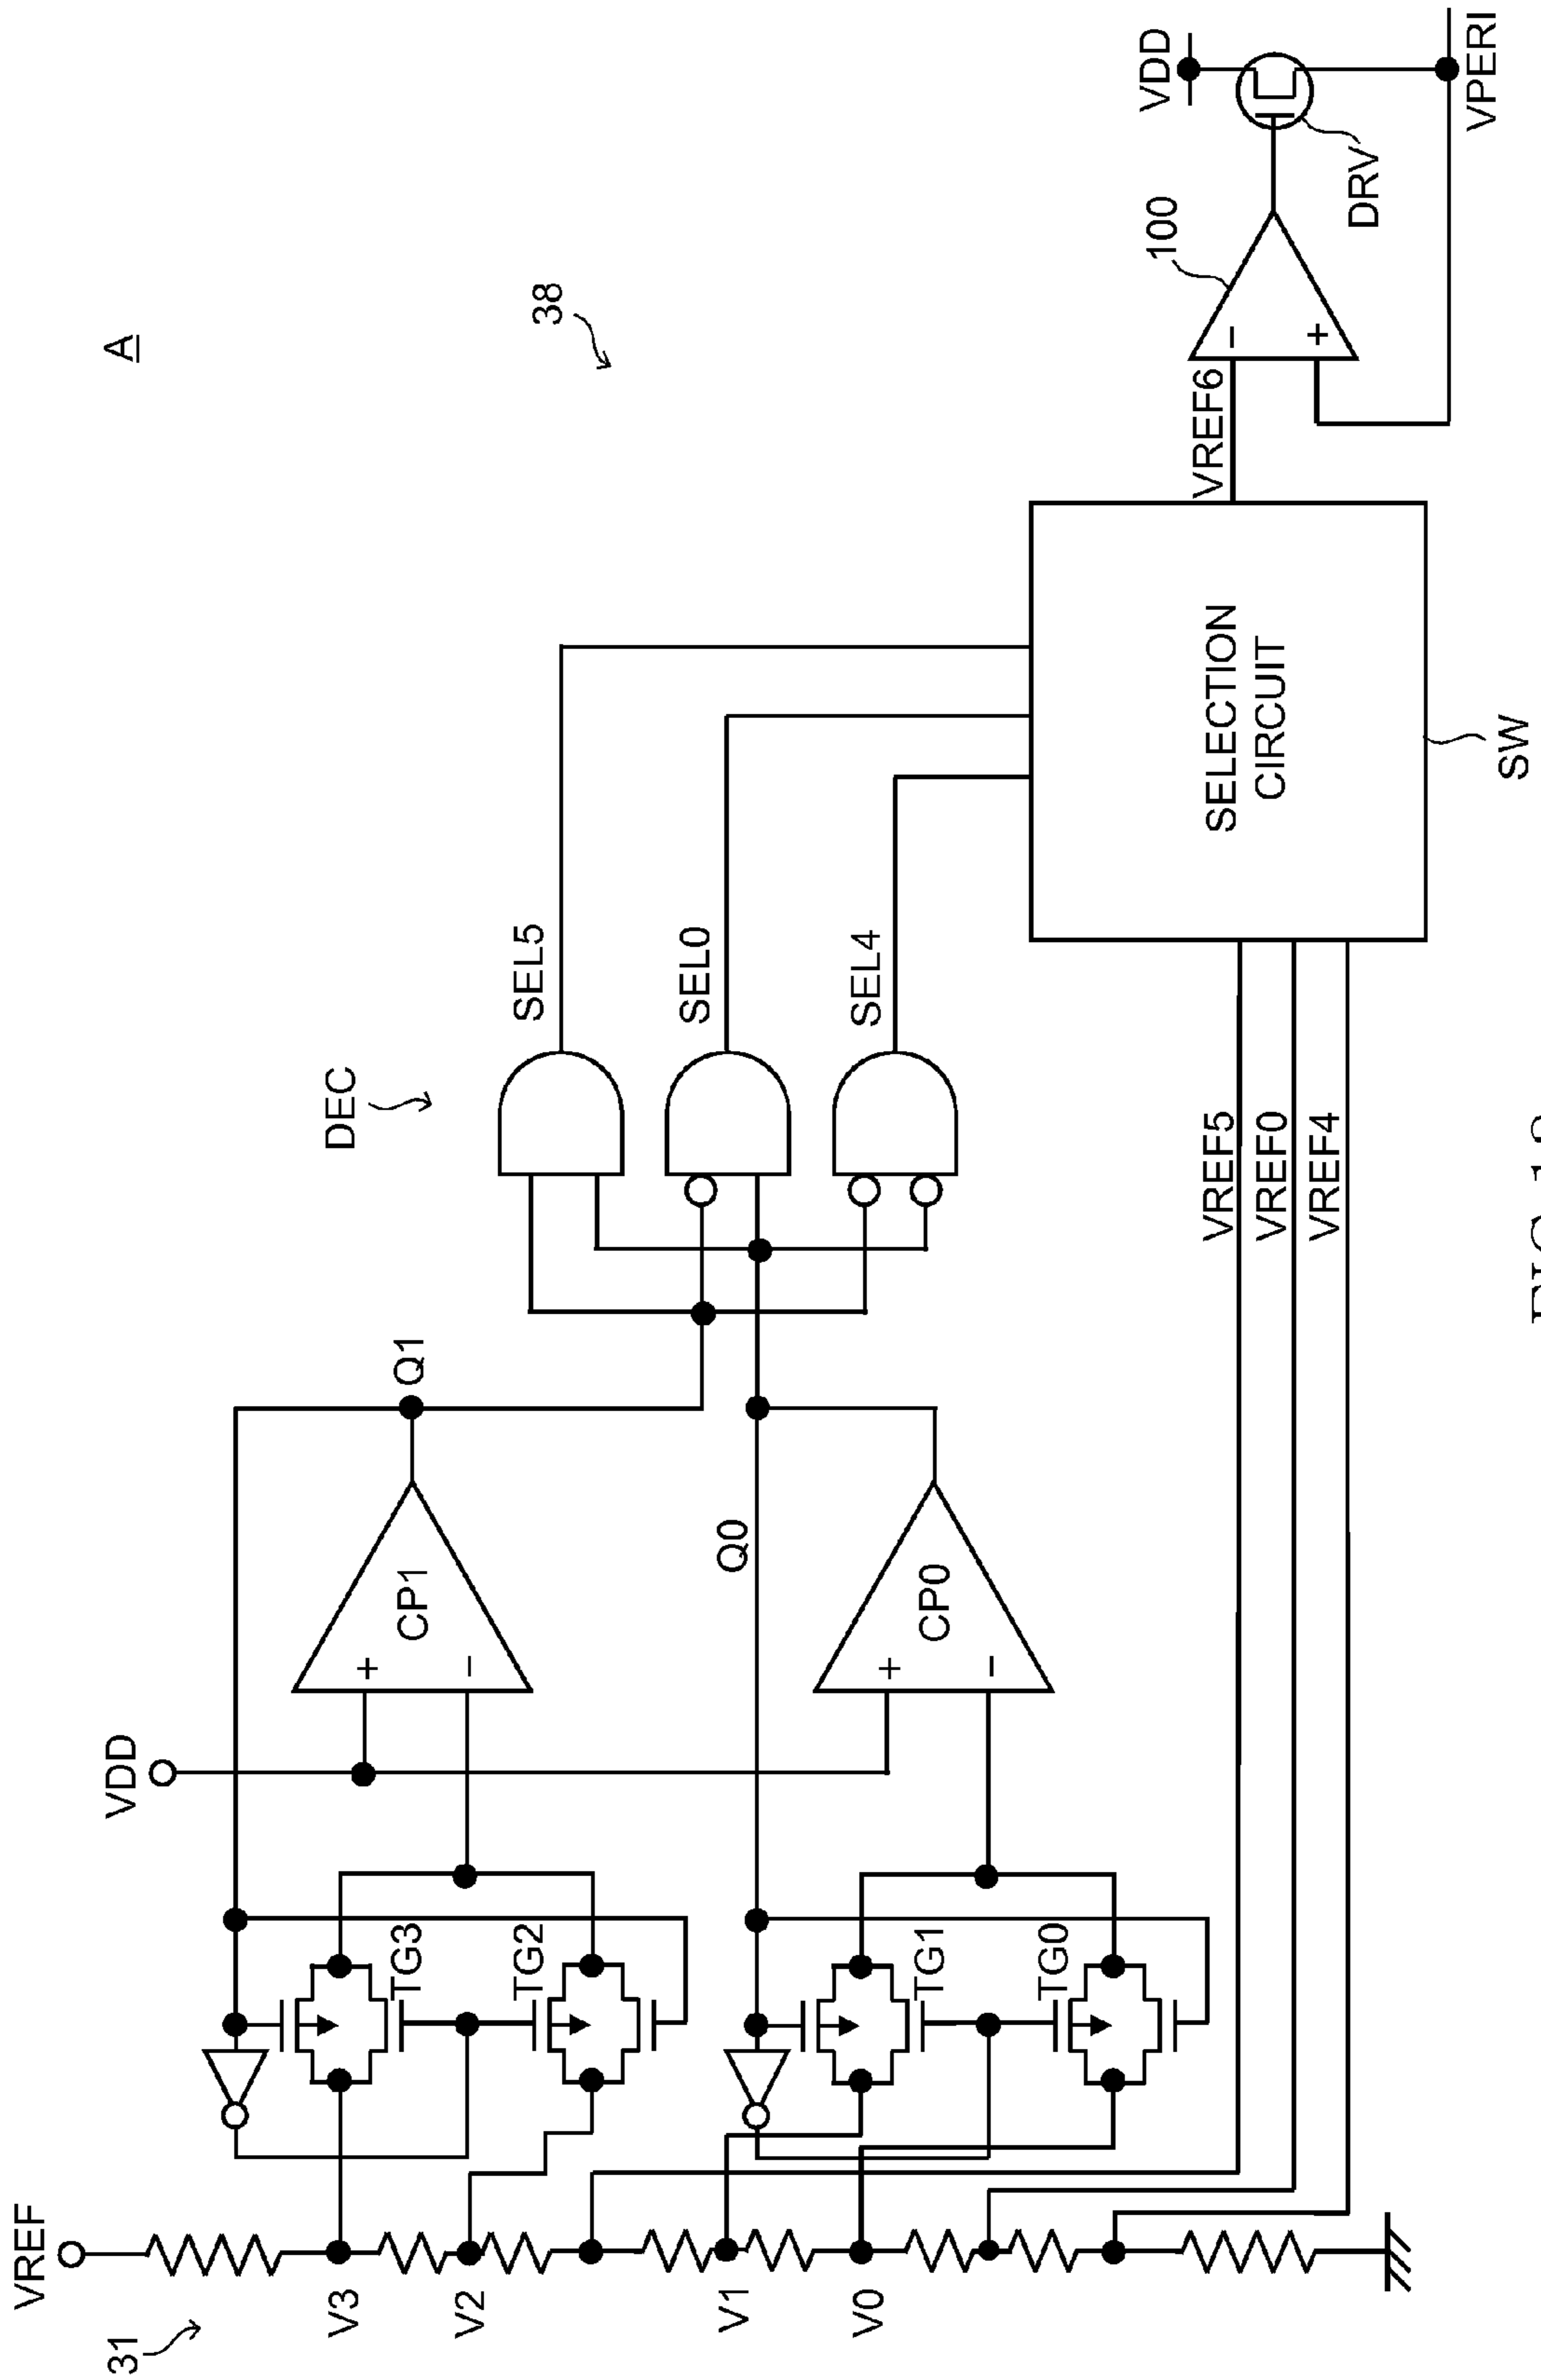 A
38
31
VREF
V3
V2
V1
V0
TG3
TG2
TG1
TG0
VDD
+
−
CP1
Q1
Q0
+
−
CP0
DEC
SEL5
SEL0
SEL4
VREF5
VREF0
VREF4
SELECTION
CIRCUIT
SW
VREF6
−
+
100
VDD
DRV
VPERI